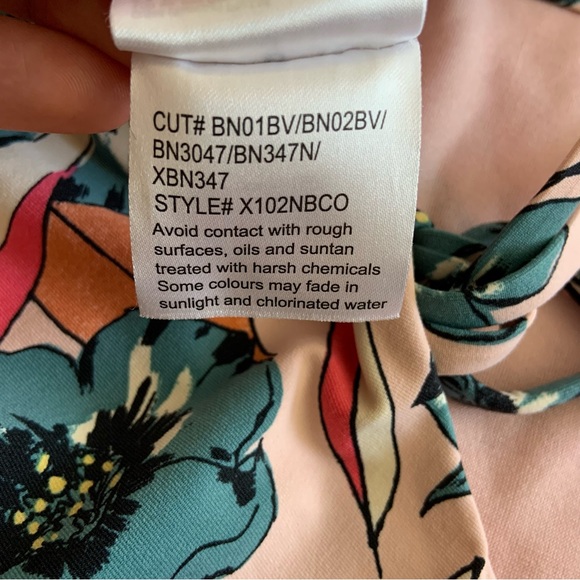 CUT# BN01BV/BN02BV/
BN3047/BN347N/
XBN347
STYLE# X102NBCO
Avoid contact with rough
surfaces, oils and suntan
treated with harsh chemicals
Some colours may fade in
sunlight and chlorinated water